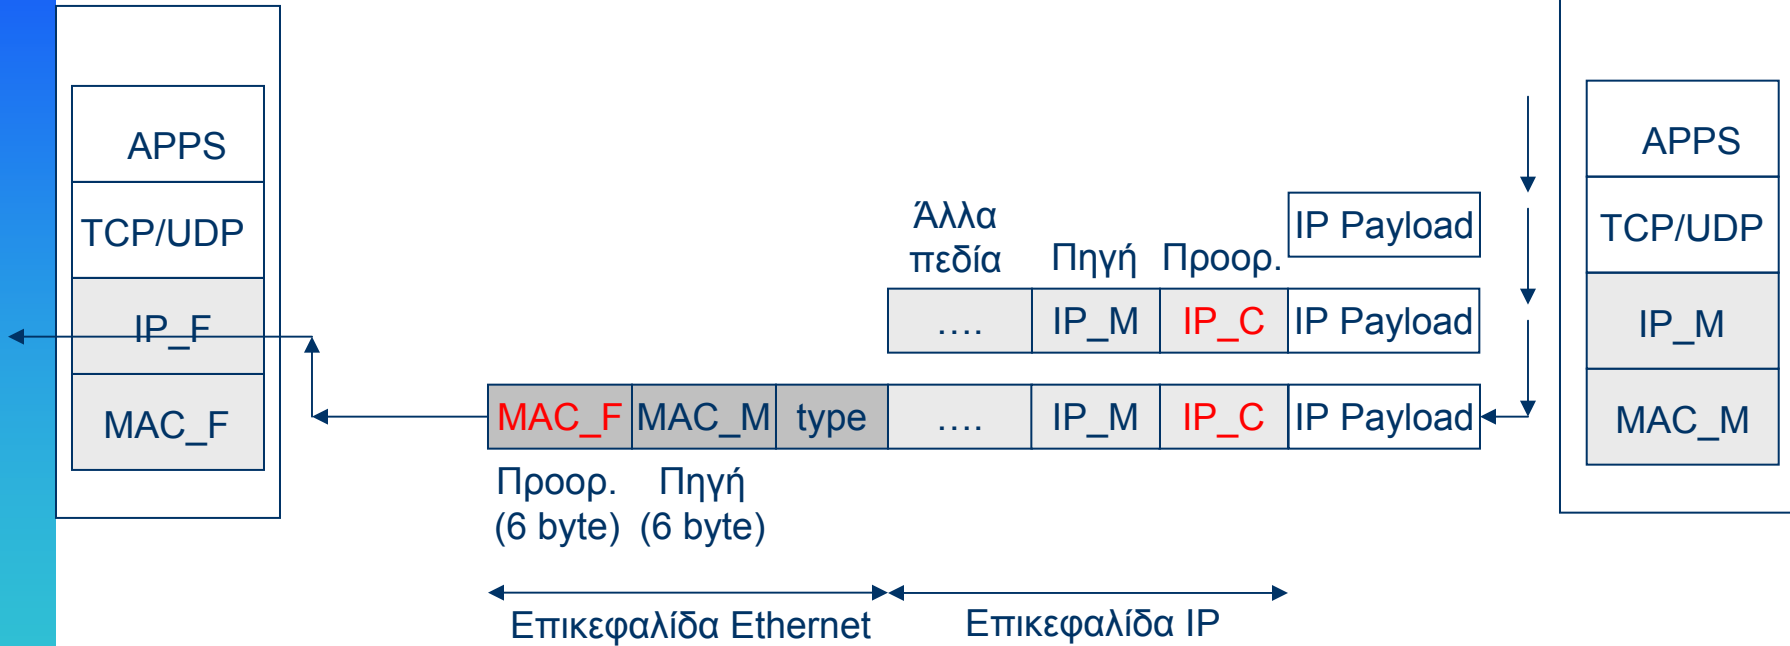 APPS
TCP/UDP
IP_F
MAC_F
Άλλα
πεδία
Πηγή Προορ.
IP Payload
.... IP_M IP_C IP Payload
MAC_F MAC_M type .... IP_M IP_C IP Payload
Προορ. Πηγή
(6 byte) (6 byte)
Επικεφαλίδα Ethernet Επικεφαλίδα IP
APPS
TCP/UDP
IP_M
MAC_M